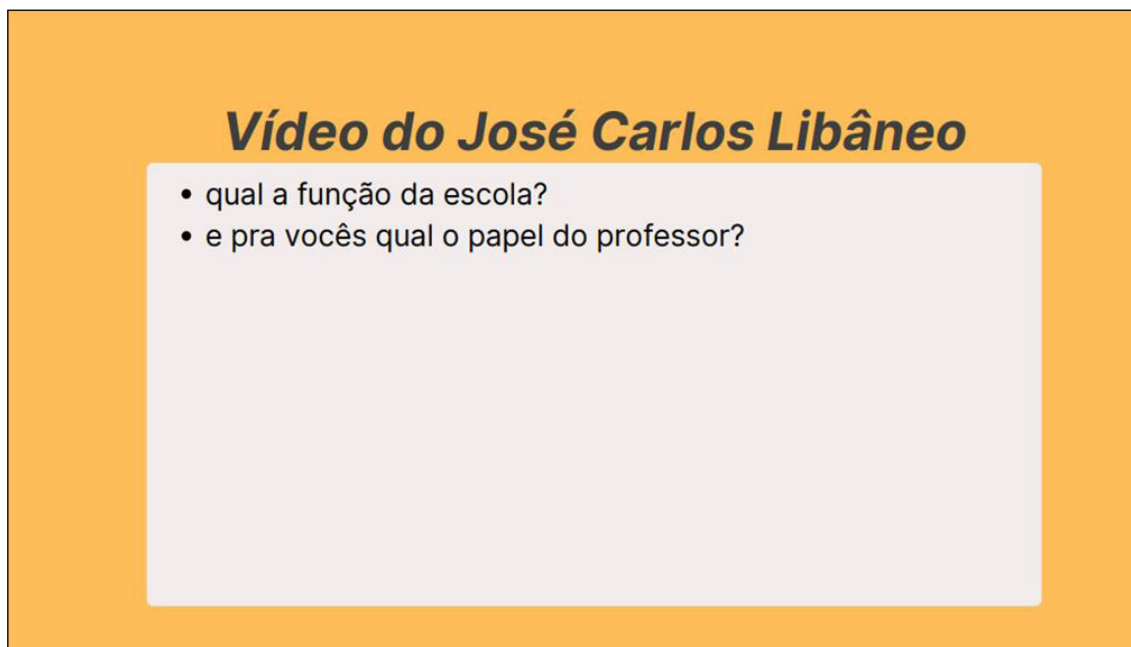 Vídeo do José Carlos Libâneo
• qual a função da escola?
• e pra vocês qual o papel do professor?